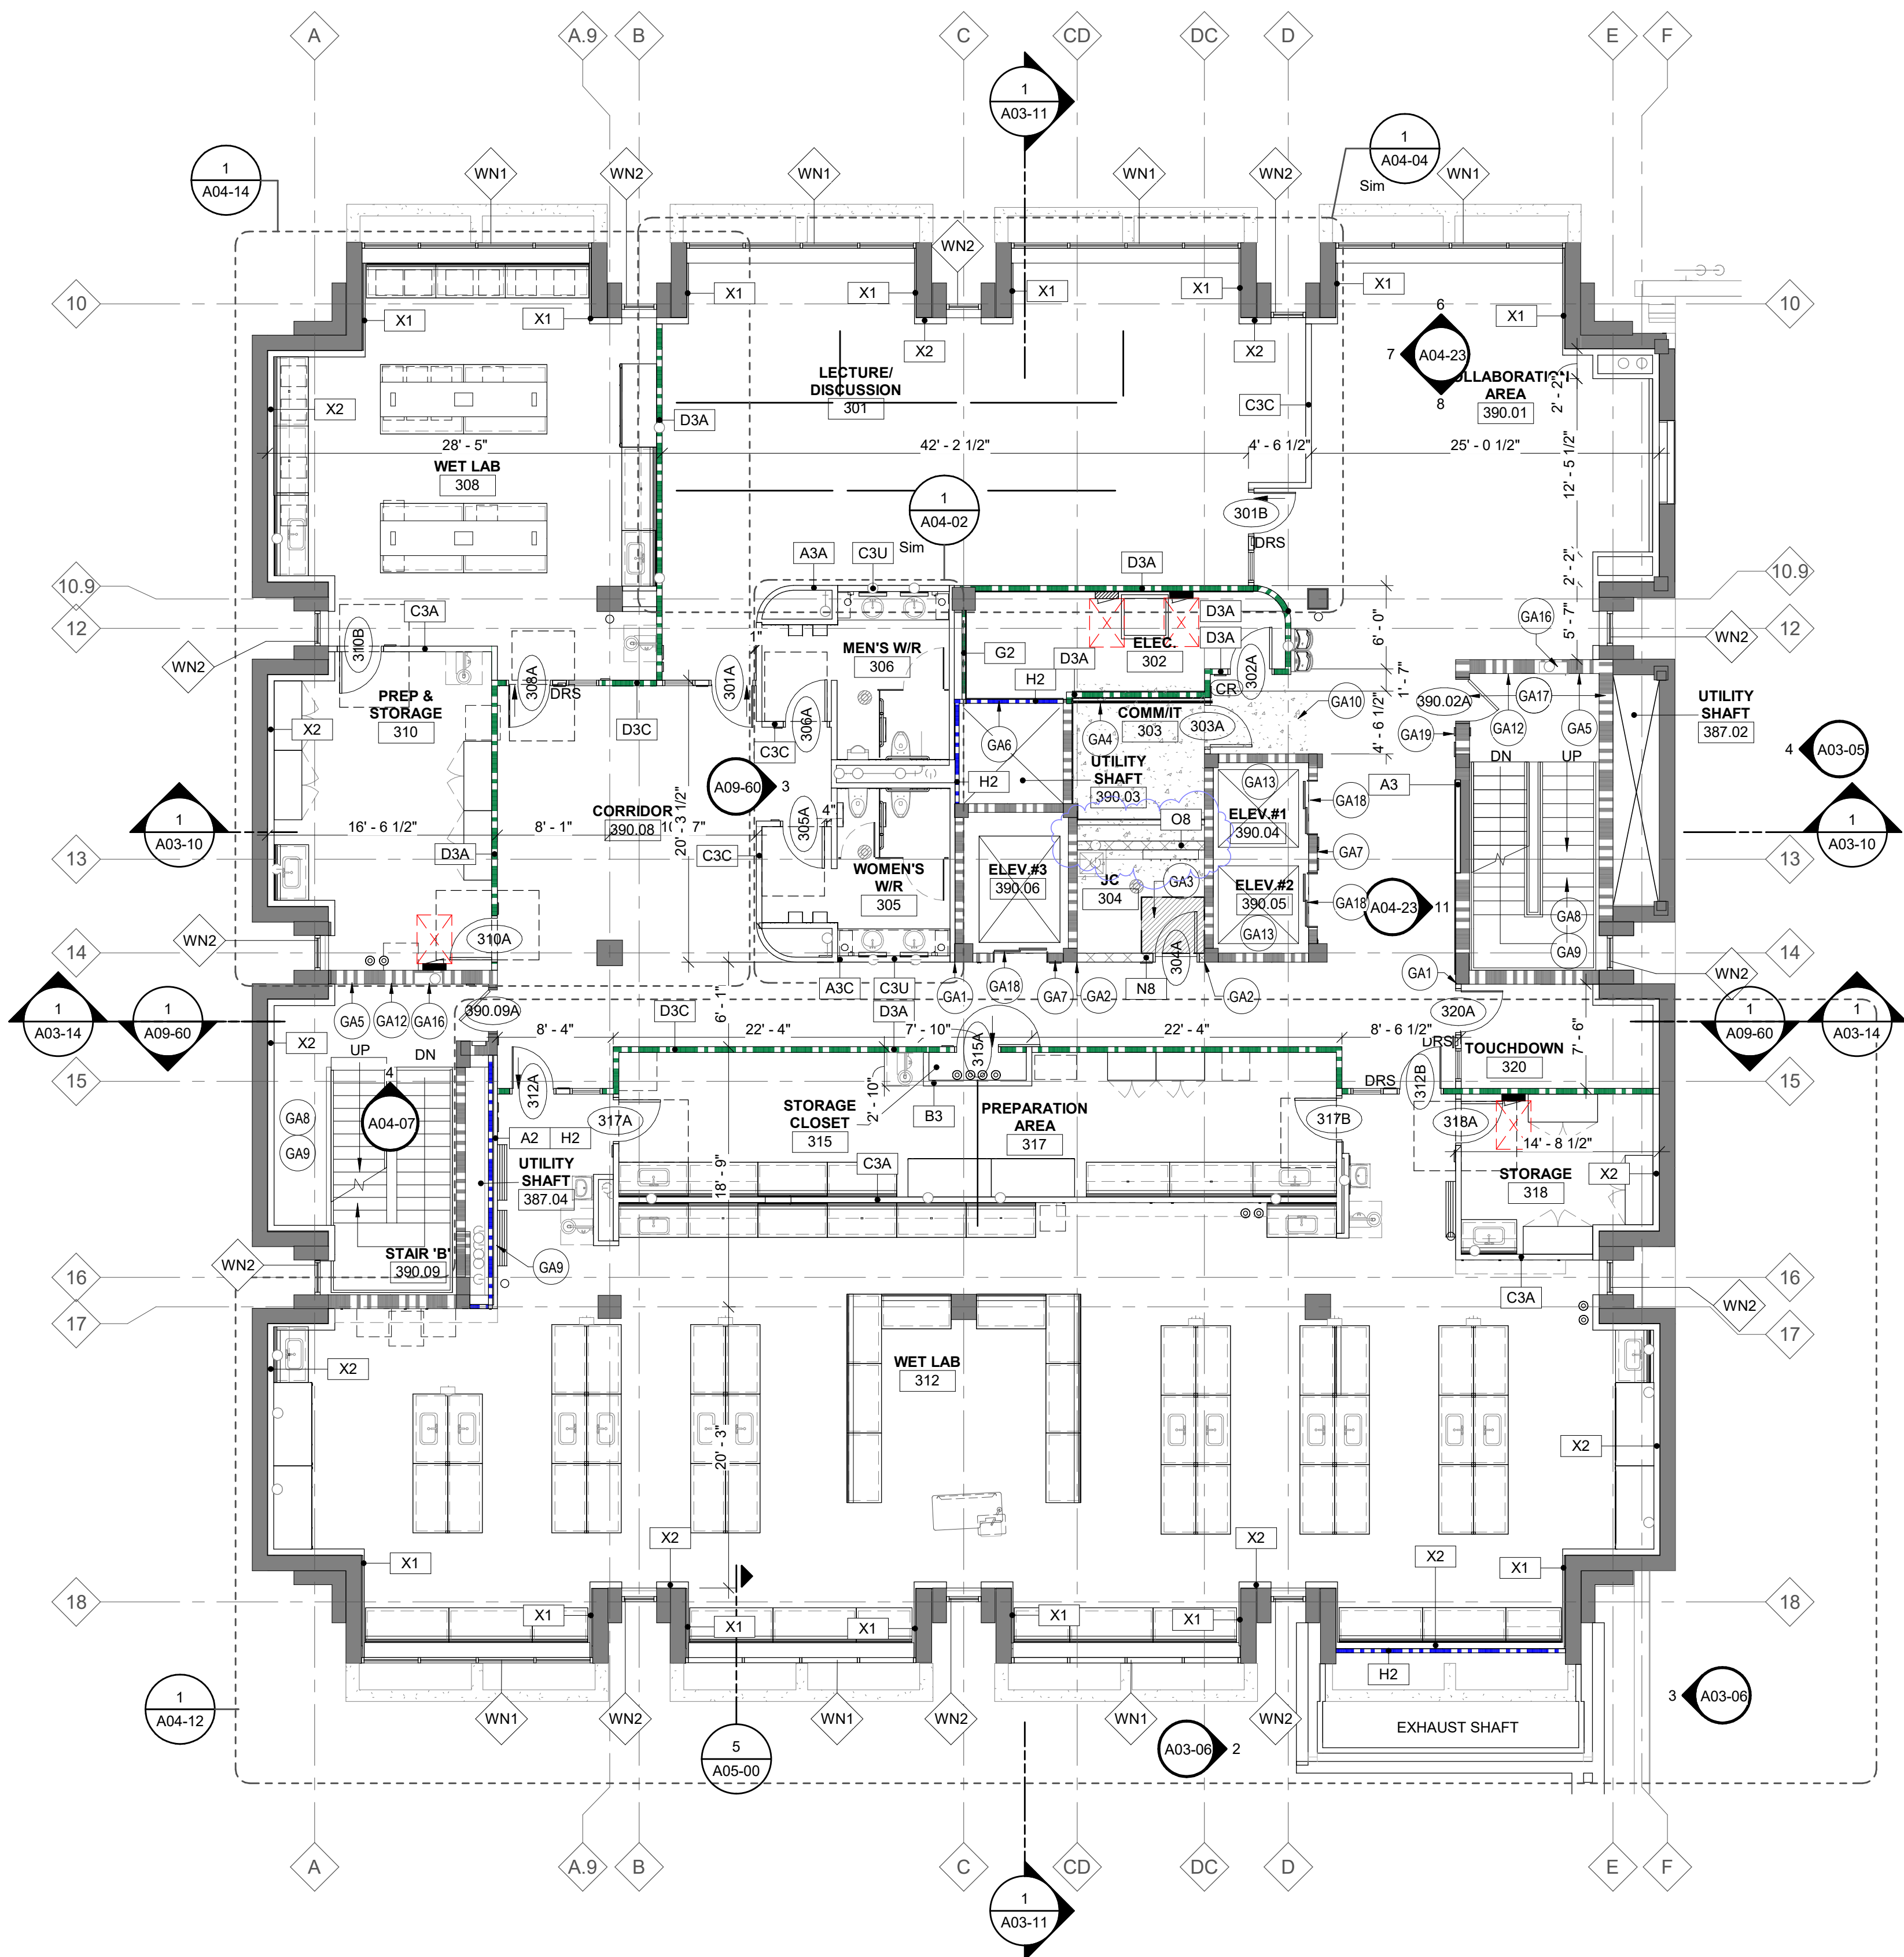 A
A.9
B
C
CD
DC
D
E
F
1
A03-11
1
A04-14
1
A04-04
Sim
WN1
WN2
WN1
WN2
WN1
WN2
WN1
10
10
X1
X1
X1
X1
X1
X1
X1
X1
X2
X2
6
7
A04-23
8
LECTURE/
DISCUSSION
301
AREA
390.01
X2
D3A
C3C
2' - 2"
28' - 5"
42' - 2 1/2"
4' - 6 1/2"
25' - 0 1/2"
12' - 5 1/2"
WET LAB
308
1
A04-02
Sim
301B
DRS
A3A
C3U
D3A
2' - 2"
10.9
10.9
12
12
C3A
310B
WN2
D3A
D3A
6' - 0"
GA16
5' - 7"
WN2
MEN'S W/R
306
G2
ELEC.
302
302A
D3A
H2
CR
1' - 7"
308A
DRS
301A
306A
PREP &
STORAGE
310
X2
D3C
C3C
GA6
GA4
COMM/IT
303
303A
GA10
4' - 6 1/2"
390.02A
GA17
GA12
GA5
GA19
UTILITY
SHAFT
387.02
4
A03-05
DN
UP
UTILITY
SHAFT
390.03
A09-60
3
H2
GA13
A3
GA18
ELEV.#1
390.04
O8
CORRIDOR
390.08
4"
305A
16' - 6 1/2"
8' - 1"
20' - 3 1/2"
1
A03-10
1
A03-10
13
13
D3A
C3C
GA7
WOMEN'S
W/R
305
ELEV.#3
390.06
JC
304
GA3
ELEV.#2
390.05
GA18
A04-23
11
GA13
GA8
GA9
WN2
310A
304A
14
14
A3C
C3U
GA1
GA18
GA7
GA2
N8
GA2
GA1
WN2
1
A03-14
1
A09-60
GA5
GA12
GA16
390.09A
D3C
D3A
6' - 1"
320A
1
A09-60
1
A03-14
X2
8' - 4"
22' - 4"
7' - 10"
315A
22' - 4"
8' - 6 1/2"
DRS
TOUCHDOWN
320
7' - 6"
UP
DN
15
15
4
A04-07
312A
317A
DRS
312B
317B
318A
GA8
GA9
STORAGE
CLOSET
315
2' - 10"
B3
PREPARATION
AREA
317
A2
H2
UTILITY
SHAFT
387.04
18' - 9"
C3A
14' - 8 1/2"
STORAGE
318
X2
STAIR 'B'
390.09
WN2
GA9
16
16
C3A
WN2
17
17
X2
WET LAB
312
20' - 3"
X2
X1
X2
X2
X2
X1
18
18
X1
X1
X1
X1
X1
H2
1
A04-12
WN1
WN2
WN1
WN2
WN1
WN2
5
A05-00
A03-06
2
EXHAUST SHAFT
3
A03-06
A
A.9
B
C
CD
DC
D
E
F
1
A03-11